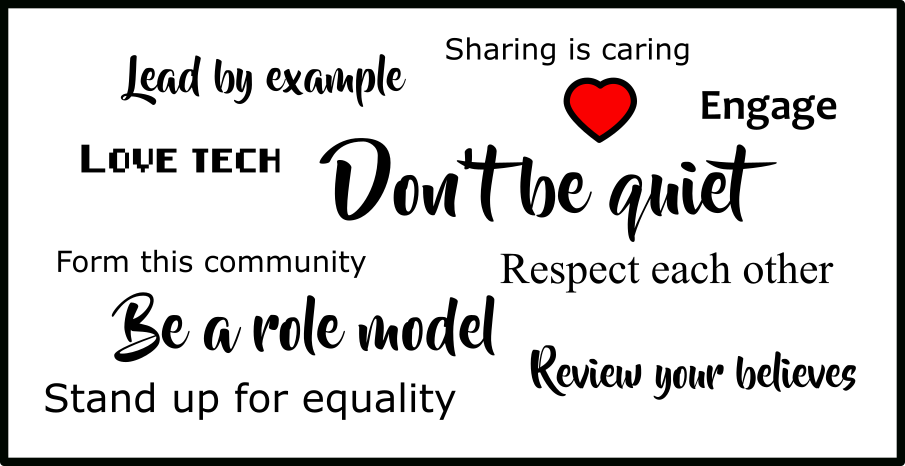 Sharing is caring
Lead by example
Engage
LOVE TECH
Don't be quiet
Form this community
Respect each other
Be a role model
Review your believes
Stand up for equality